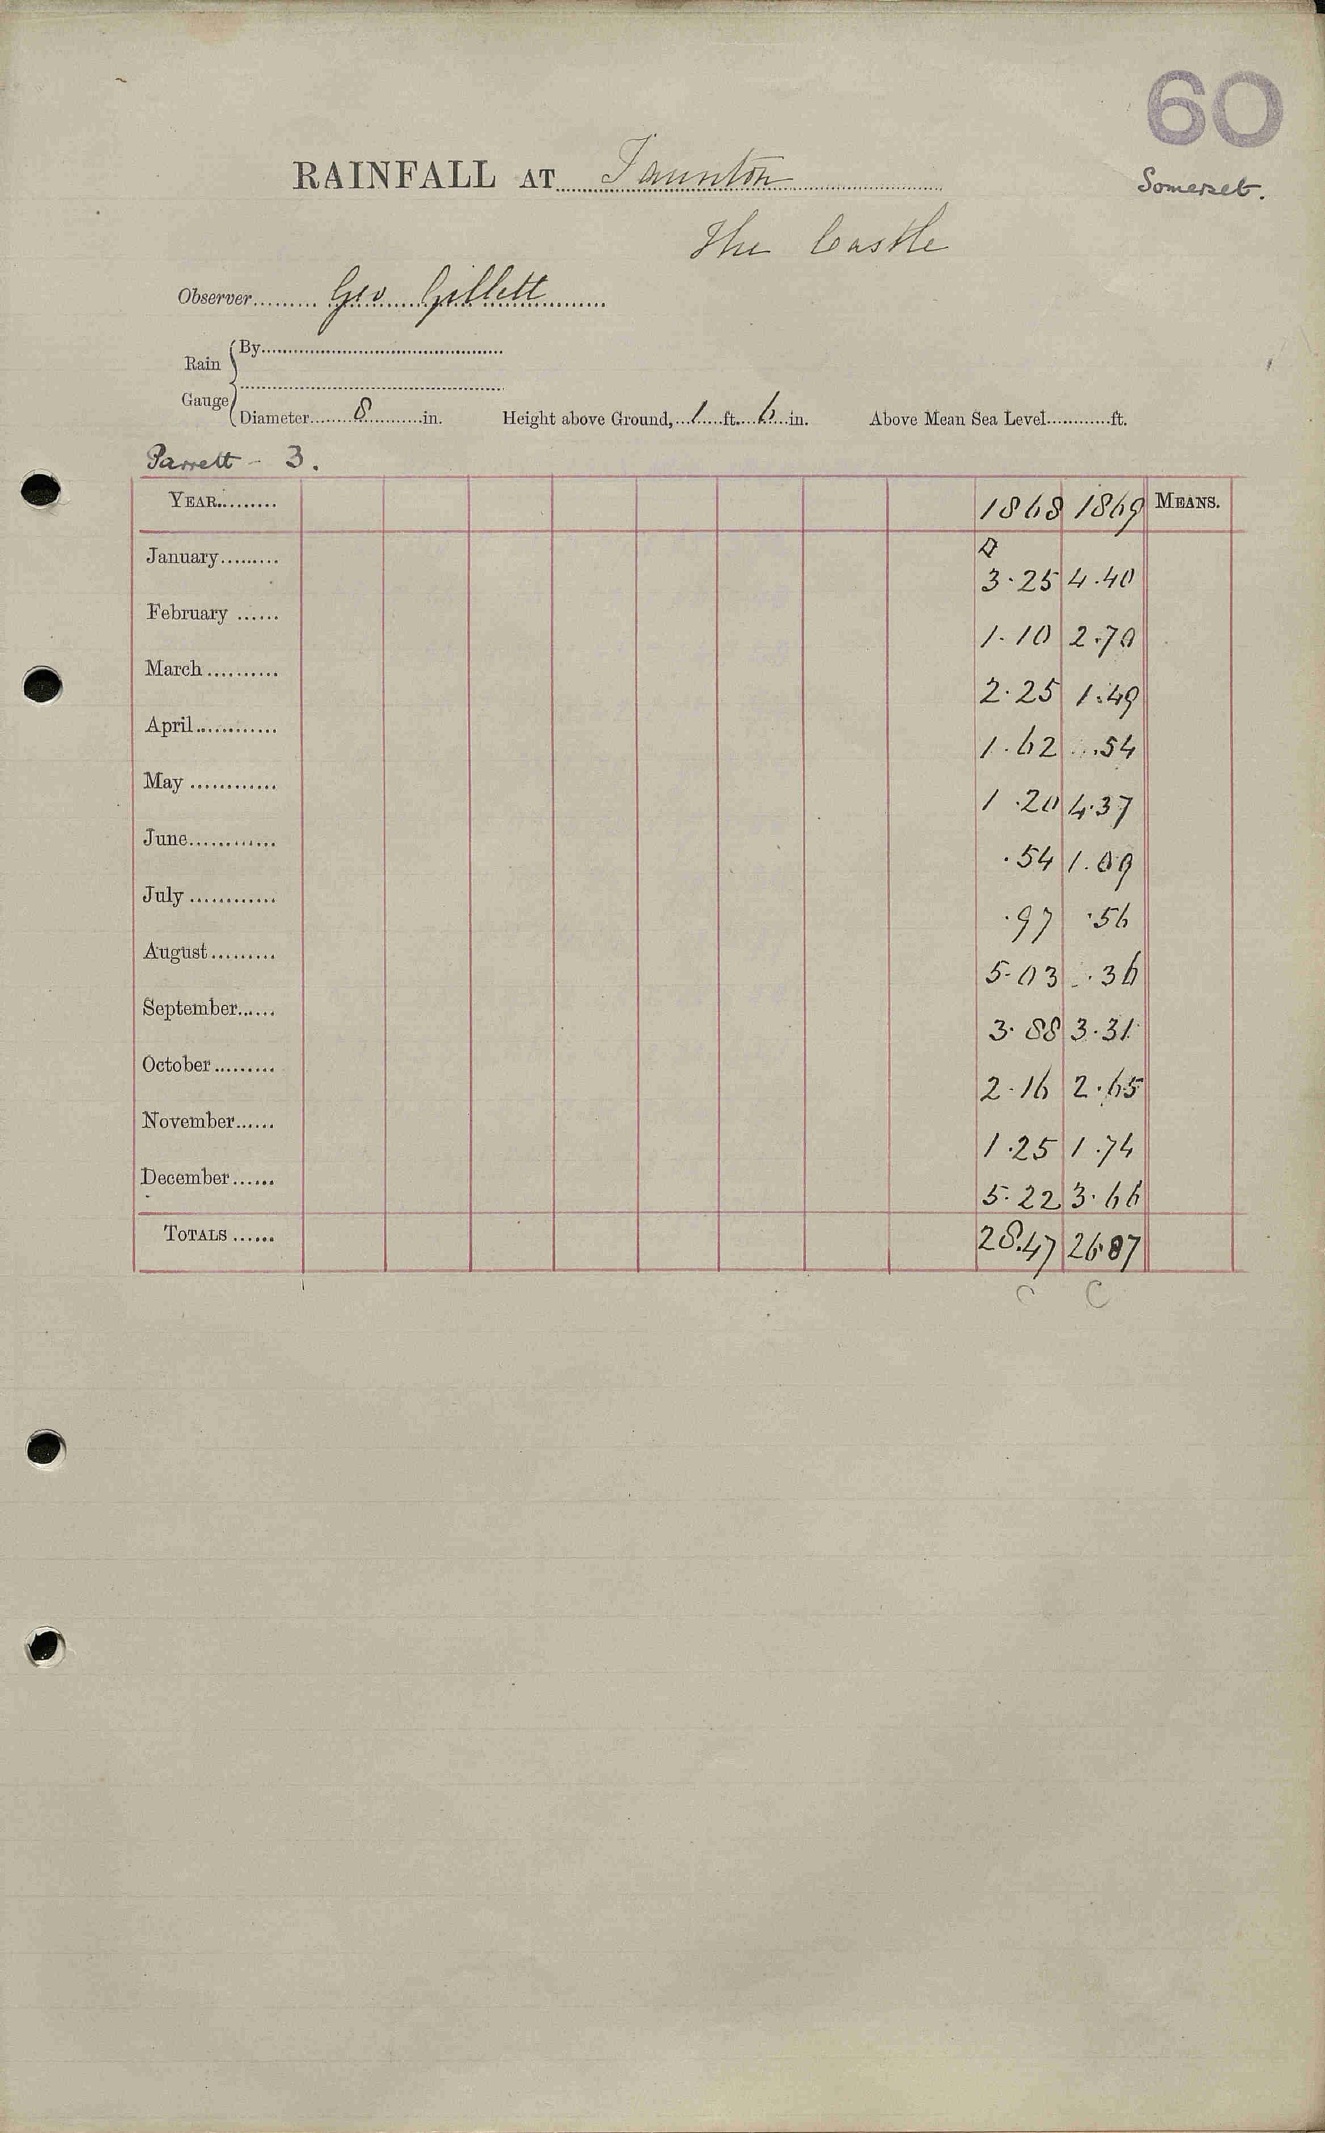 60
RAINFALL AT Taunton
Somerset.
The Castle
Observer Geo Gillett
Rain Gauge
By
Diameter 8 in. Height above Ground, 1 ft. 6 in. Above Mean Sea Level ft.
Parrett - 3.
YEAR 1868 1869 MEANS.
January 3.25 4.40
February 1.10 2.70
March 2.25 1.49
April 1.62 .54
May 1.20 4.37
June .54 1.09
July .97 .56
August 5.03 .36
September 3.88 3.31
October 2.16 2.65
November 1.25 1.74
December 5.22 3.66
TOTALS 28.47 26.87
C C